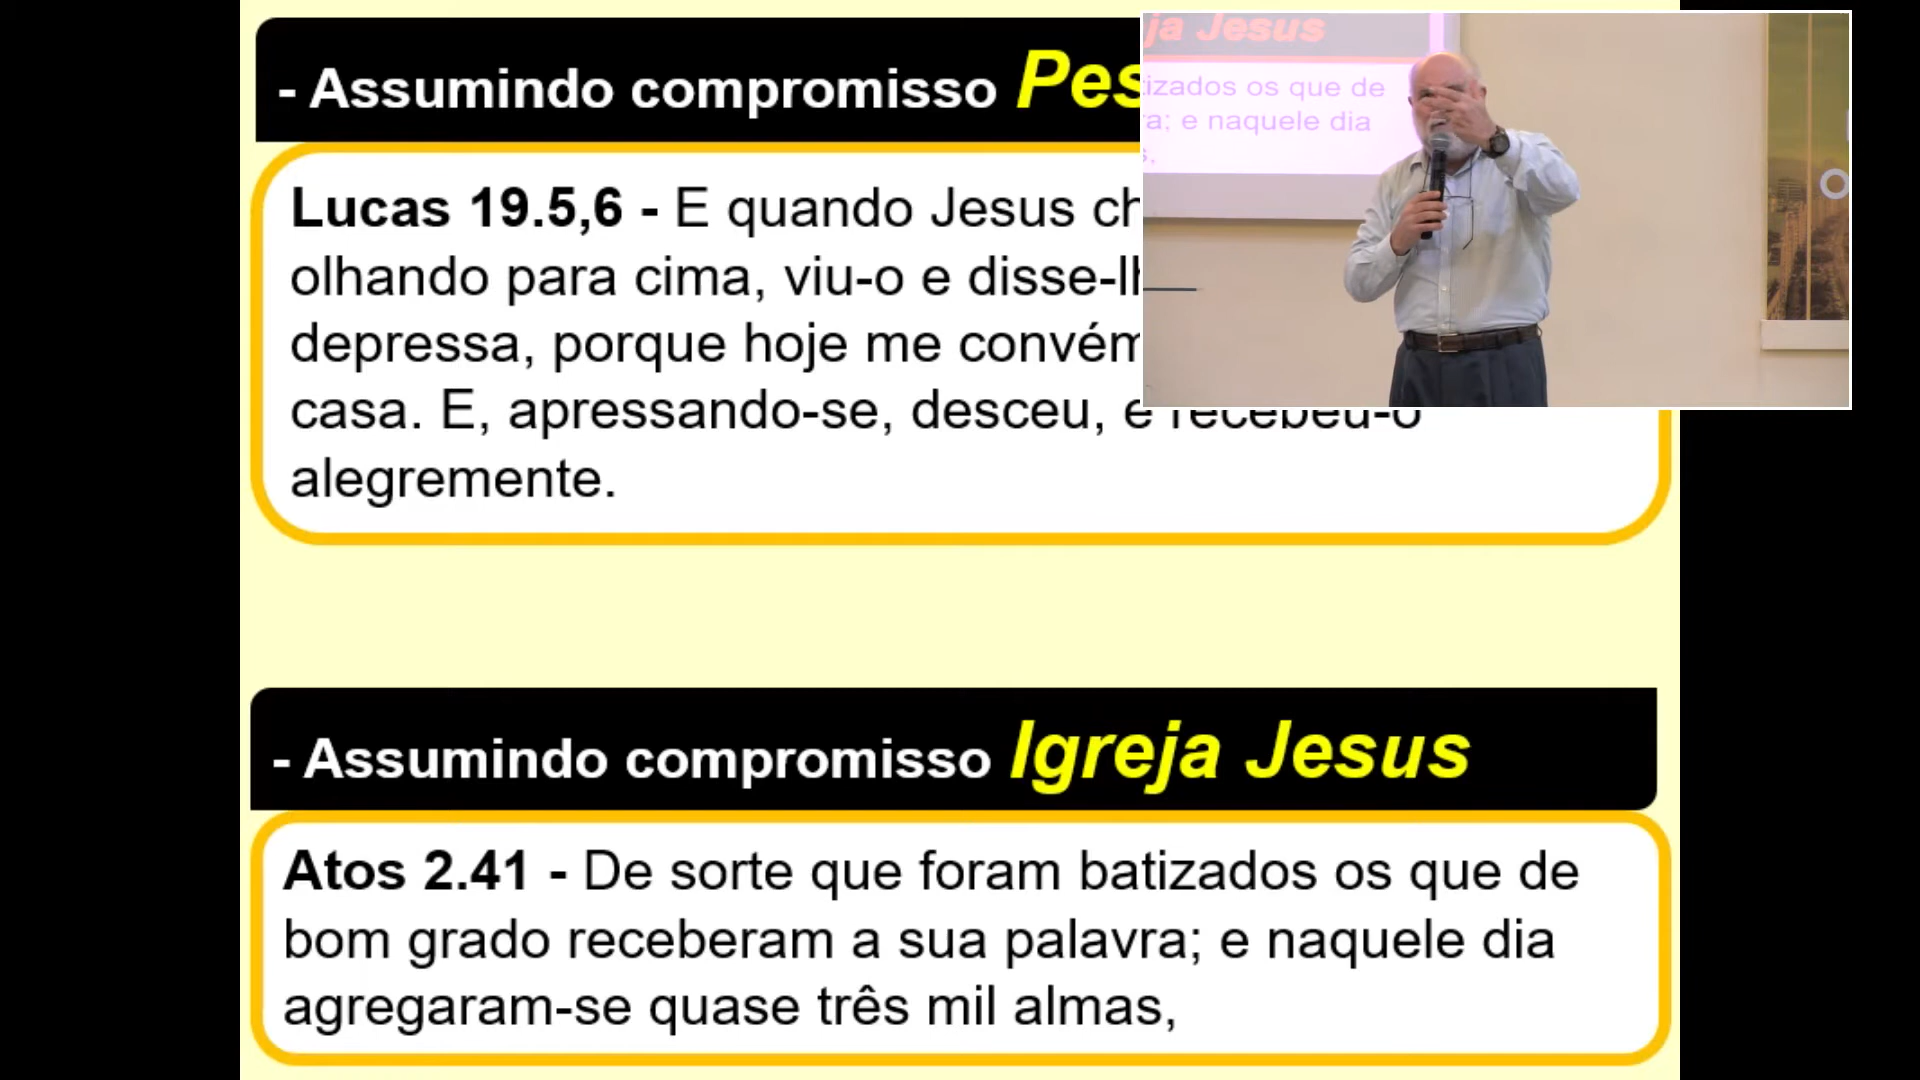 - Assumindo compromisso Pes
Lucas 19.5,6 - E quando Jesus ch
olhando para cima, viu-o e disse-lh
depressa, porque hoje me convém
casa. E, apressando-se, desceu, e recebeu-o
alegremente.
ja Jesus
izados os que de
ra; e naquele dia
s,
- Assumindo compromisso Igreja Jesus
Atos 2.41 - De sorte que foram batizados os que de
bom grado receberam a sua palavra; e naquele dia
agregaram-se quase três mil almas,